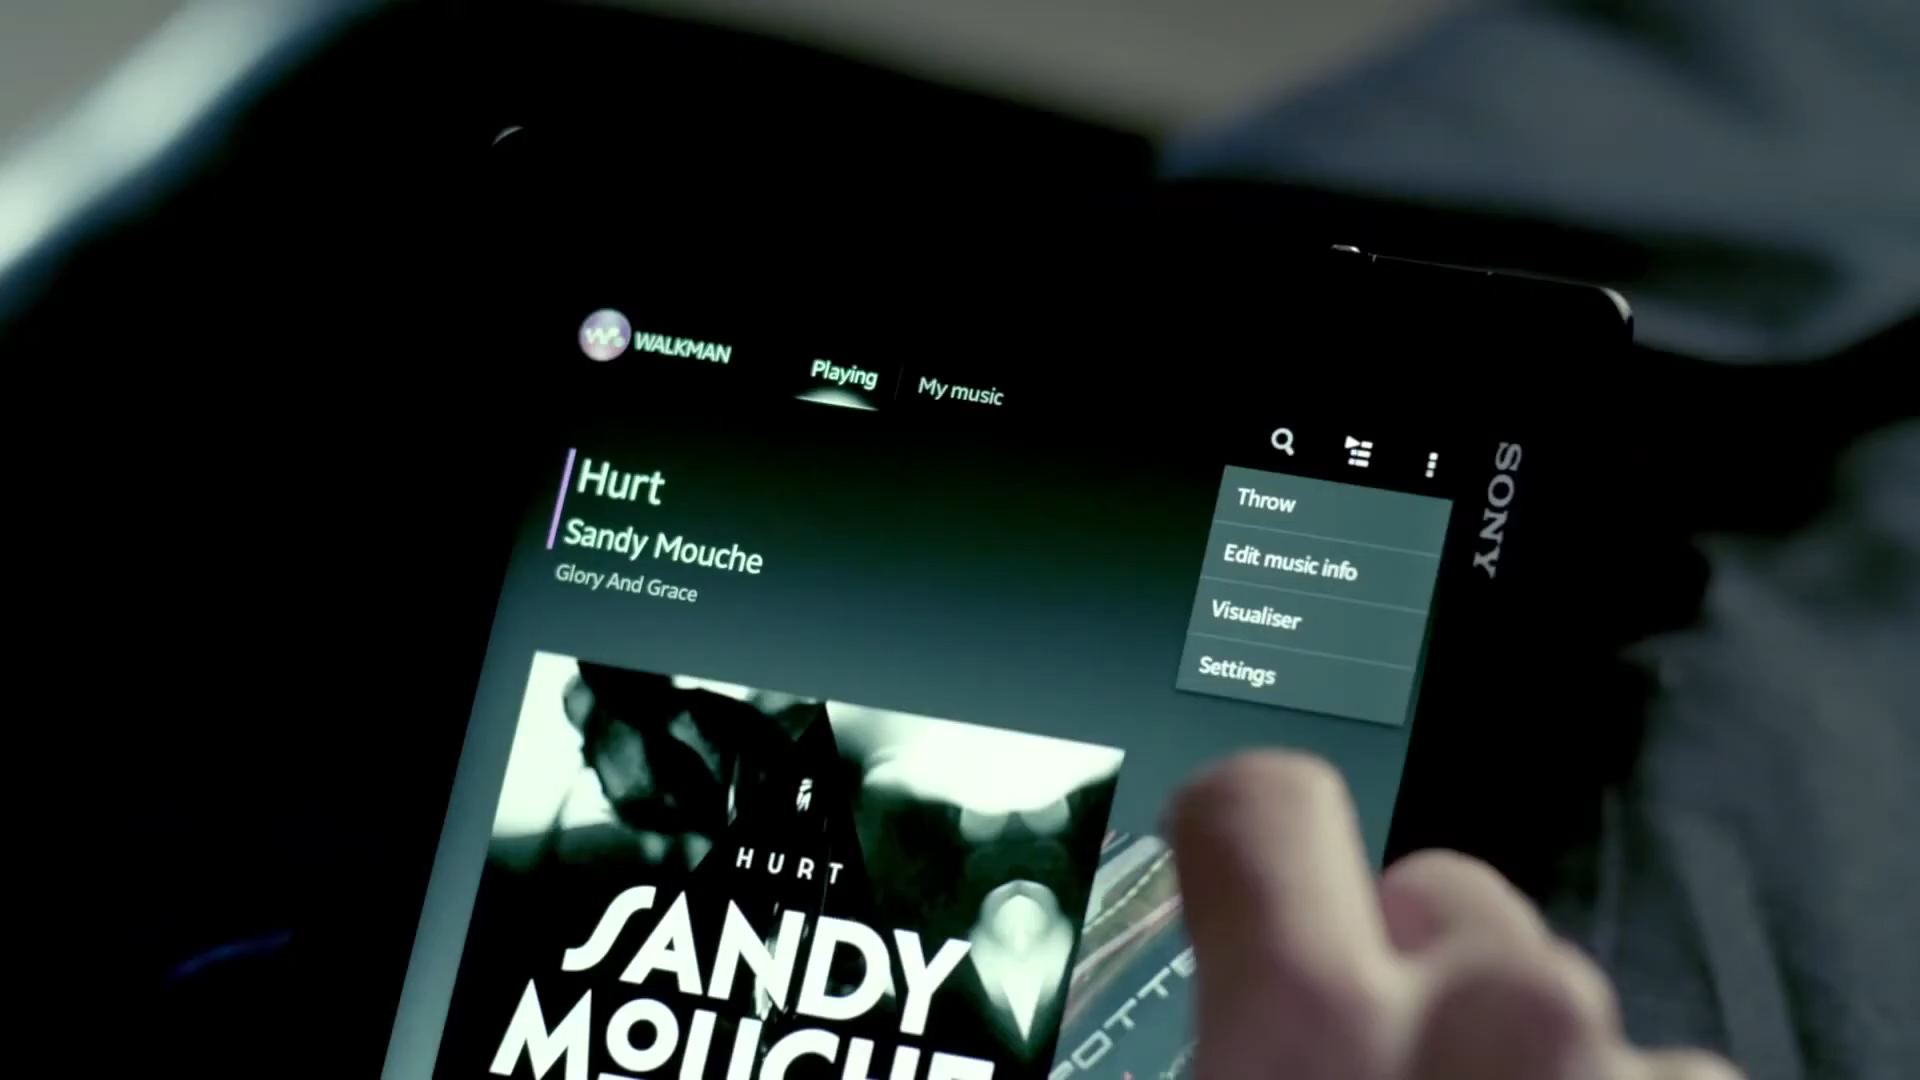 WALKMAN
Playing
My music
SONY
Hurt
Sandy Mouche
Glory And Grace
Throw
Edit music info
Visualiser
Settings
HURT
SANDY
MOUCHE